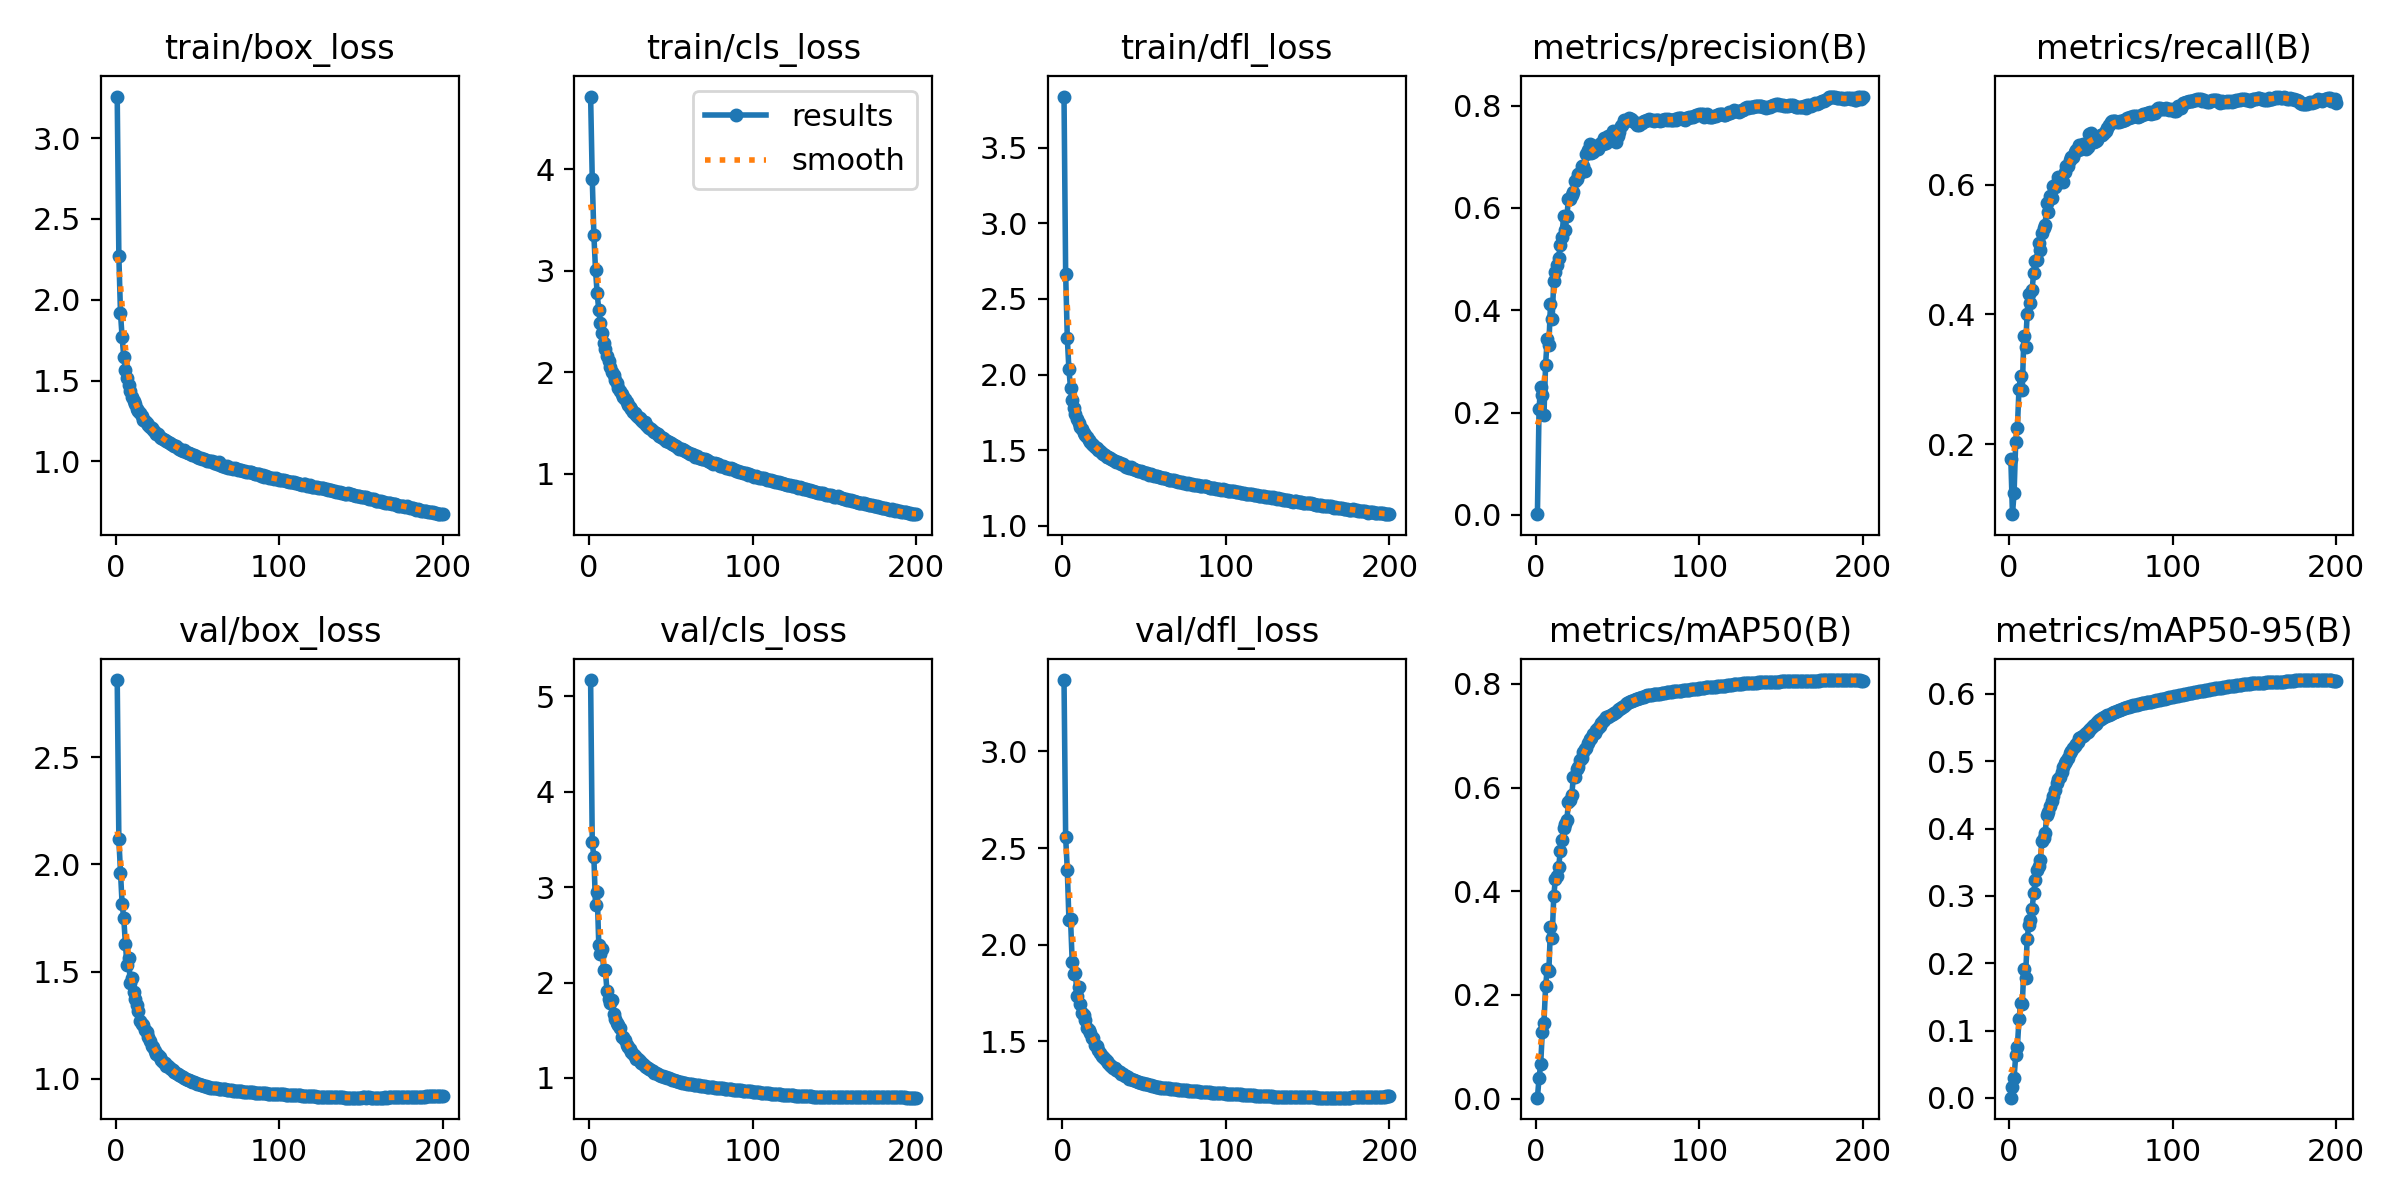 train/box_loss
3.0
2.5
2.0
1.5
1.0
0 100 200
train/cls_loss
results
smooth
4
3
2
1
0 100 200
train/dfl_loss
3.5
3.0
2.5
2.0
1.5
1.0
0 100 200
metrics/precision(B)
0.8
0.6
0.4
0.2
0.0
0 100 200
metrics/recall(B)
0.6
0.4
0.2
0 100 200
val/box_loss
2.5
2.0
1.5
1.0
0 100 200
val/cls_loss
5
4
3
2
1
0 100 200
val/dfl_loss
3.0
2.5
2.0
1.5
0 100 200
metrics/mAP50(B)
0.8
0.6
0.4
0.2
0.0
0 100 200
metrics/mAP50-95(B)
0.6
0.5
0.4
0.3
0.2
0.1
0.0
0 100 200